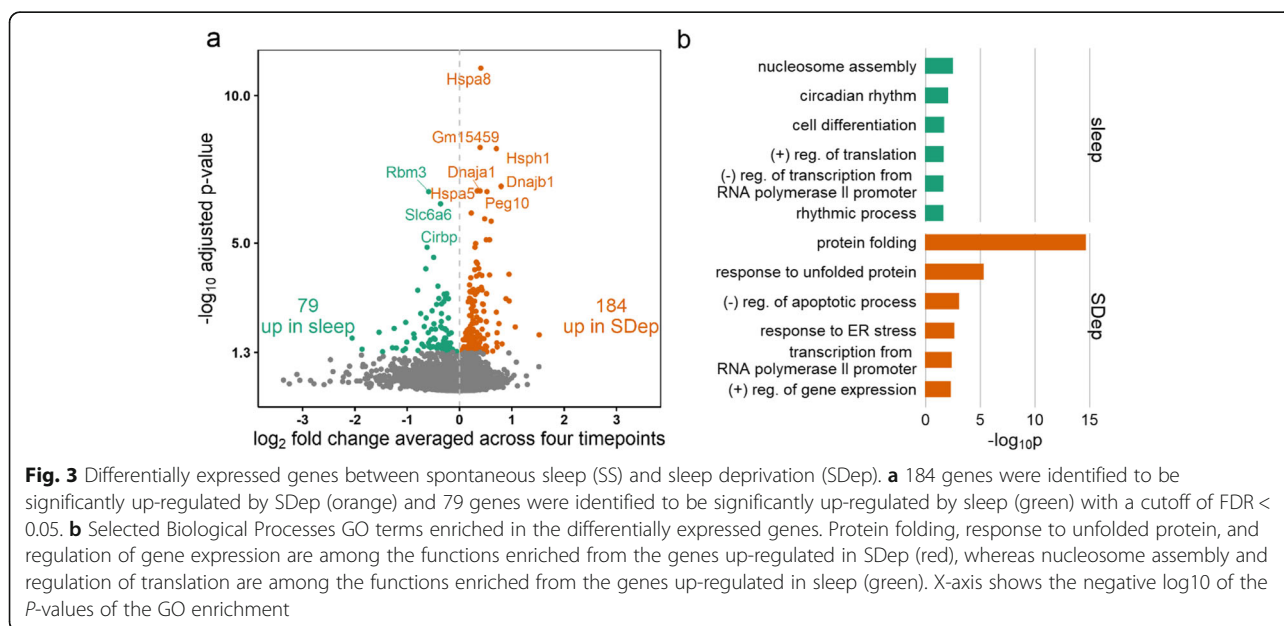 a
-log10 adjusted p-value
10.0
5.0
1.3
Hspa8
Gm15459
Hsph1
Rbm3
Dnaja1
Dnajb1
Hspa5
Peg10
Slc6a6
Cirbp
79
up in sleep
184
up in SDep
-3 -2 -1 0 1 2 3
log2 fold change averaged across four timepoints
b
nucleosome assembly
circadian rhythm
cell differentiation
(+) reg. of translation
(-) reg. of transcription from
RNA polymerase II promoter
rhythmic process
sleep
protein folding
response to unfolded protein
(-) reg. of apoptotic process
response to ER stress
transcription from
RNA polymerase II promoter
(+) reg. of gene expression
SDep
0 5 10 15
-log10p
Fig. 3 Differentially expressed genes between spontaneous sleep (SS) and sleep deprivation (SDep). a 184 genes were identified to be
significantly up-regulated by SDep (orange) and 79 genes were identified to be significantly up-regulated by sleep (green) with a cutoff of FDR <
0.05. b Selected Biological Processes GO terms enriched in the differentially expressed genes. Protein folding, response to unfolded protein, and
regulation of gene expression are among the functions enriched from the genes up-regulated in SDep (red), whereas nucleosome assembly and
regulation of translation are among the functions enriched from the genes up-regulated in sleep (green). X-axis shows the negative log10 of the
P-values of the GO enrichment